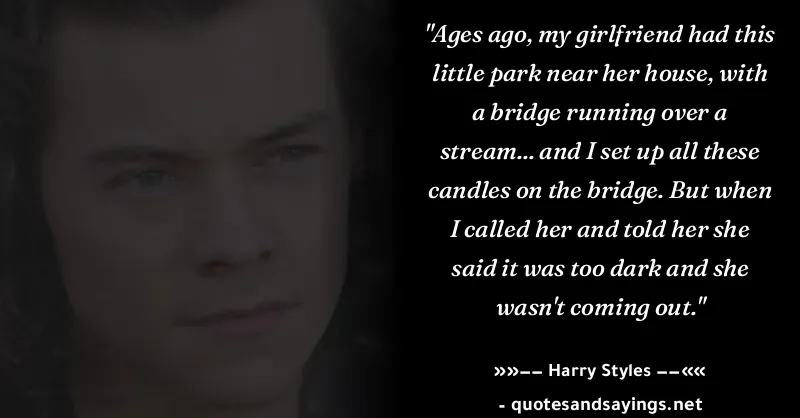 "Ages ago, my girlfriend had this
little park near her house, with
a bridge running over a
stream... and I set up all these
candles on the bridge. But when
I called her and told her she
said it was too dark and she
wasn't coming out."
»»−− Harry Styles −−««
- quotesandsayings.net